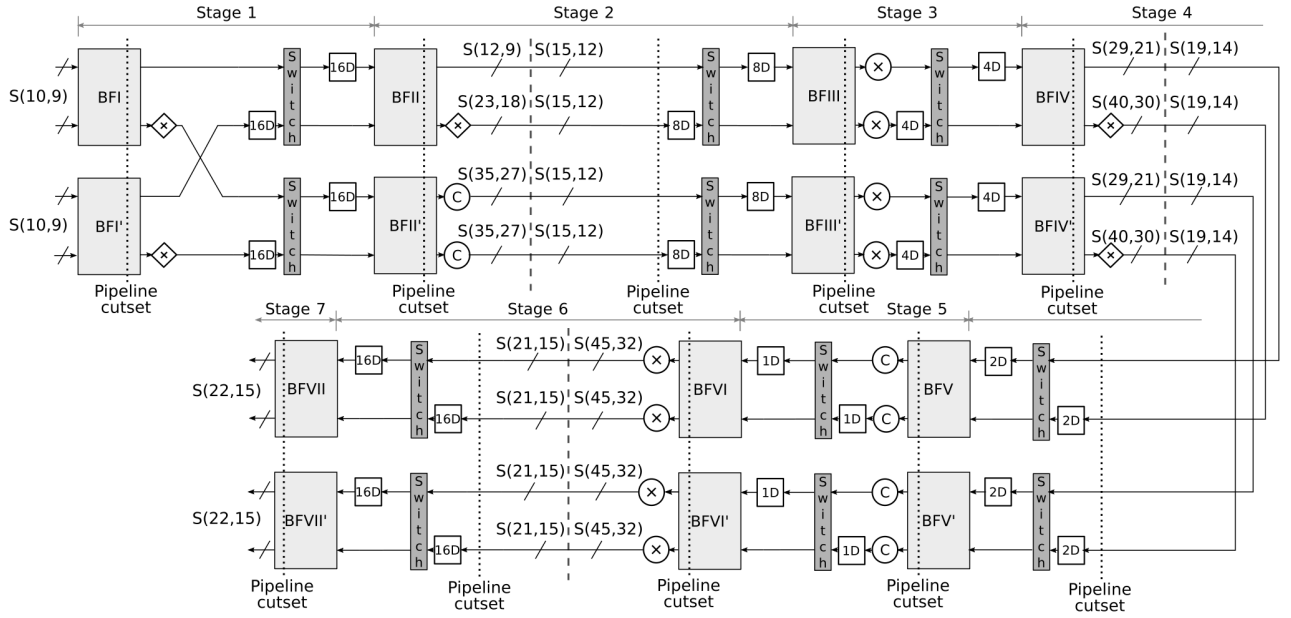 Stage 1 Stage 2 Stage 3 Stage 4
S(12,9) S(15,12) S(29,21) S(19,14)
16D 8D 4D
S(10,9) BFI Switch BFII BFIII BFIV
S(23,18) S(15,12) S(40,30) S(19,14)
× 16D × 8D × 4D ×
S(35,27) S(15,12) S(29,21) S(19,14)
16D C 8D × 4D
S(10,9) BFI' Switch BFII' Switch BFIII' Switch BFIV'
S(35,27) S(15,12) S(40,30) S(19,14)
× 16D C 8D × 4D ×
Pipeline cutset Pipeline cutset Pipeline cutset Pipeline cutset Pipeline cutset
Stage 7 Stage 6 Stage 5
S(21,15) S(45,32)
16D × 1D C 2D
S(22,15) BFVII Switch BFVI Switch BFV Switch
S(21,15) S(45,32)
16D × 1D C 2D
S(21,15) S(45,32)
16D × 1D C 2D
S(22,15) BFVII' Switch BFVI' Switch BFV' Switch
S(21,15) S(45,32)
16D × 1D C 2D
Pipeline cutset Pipeline cutset Pipeline cutset Pipeline cutset Pipeline cutset